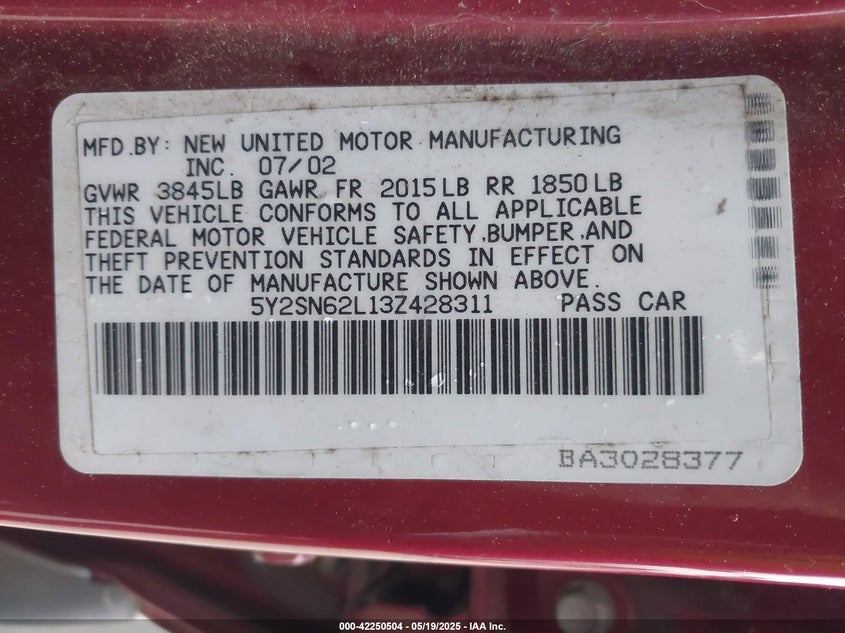 MFD.BY: NEW UNITED MOTOR MANUFACTURING
INC. 07/02
GVWR 3845LB GAWR FR 2015LB RR 1850LB
THIS VEHICLE CONFORMS TO ALL APPLICABLE
FEDERAL MOTOR VEHICLE SAFETY,BUMPER,AND
THEFT PREVENTION STANDARDS IN EFFECT ON
THE DATE OF MANUFACTURE SHOWN ABOVE.
5Y2SN62L13Z428311 PASS CAR
BA3028377
000-42250504 - 05/19/2025 - IAA Inc.